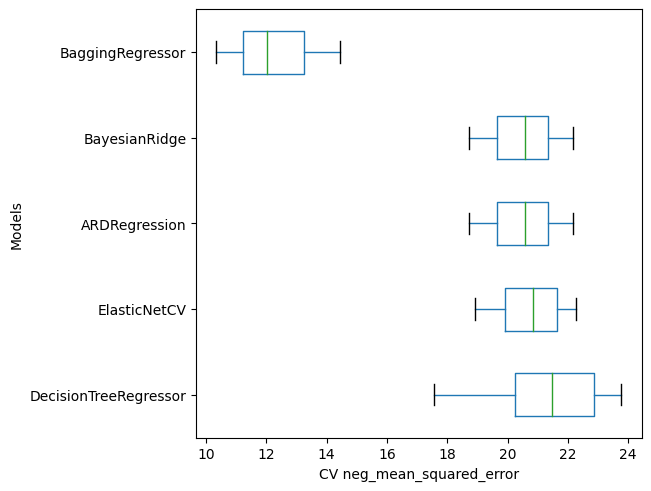 BaggingRegressor
BayesianRidge
ARDRegression
ElasticNetCV
DecisionTreeRegressor
Models
10 12 14 16 18 20 22 24
CV neg_mean_squared_error